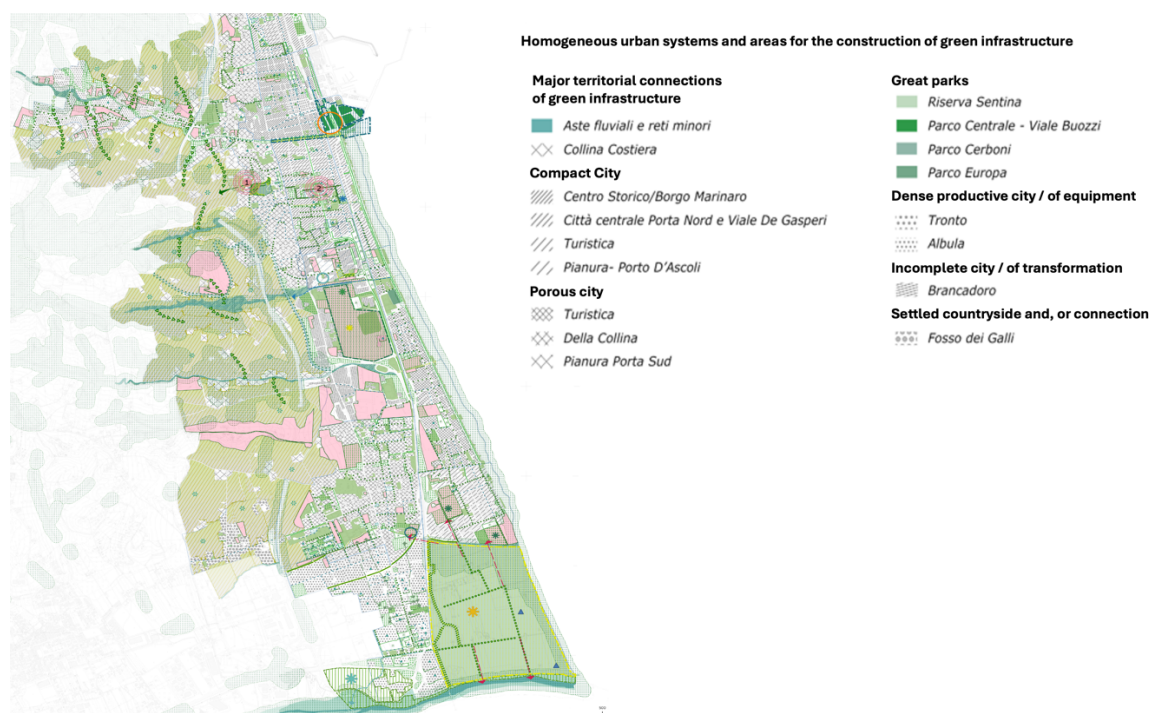 Homogeneous urban systems and areas for the construction of green infrastructure
Major territorial connections
of green infrastructure
Aste fluviali e reti minori
Collina Costiera
Compact City
Centro Storico/Borgo Marinaro
Città centrale Porta Nord e Viale De Gasperi
Turistica
Pianura- Porto D'Ascoli
Porous city
Turistica
Della Collina
Pianura Porta Sud
Great parks
Riserva Sentina
Parco Centrale - Viale Buozzi
Parco Cerboni
Parco Europa
Dense productive city / of equipment
Tronto
Albula
Incomplete city / of transformation
Brancadoro
Settled countryside and, or connection
Fosso dei Galli
1
2